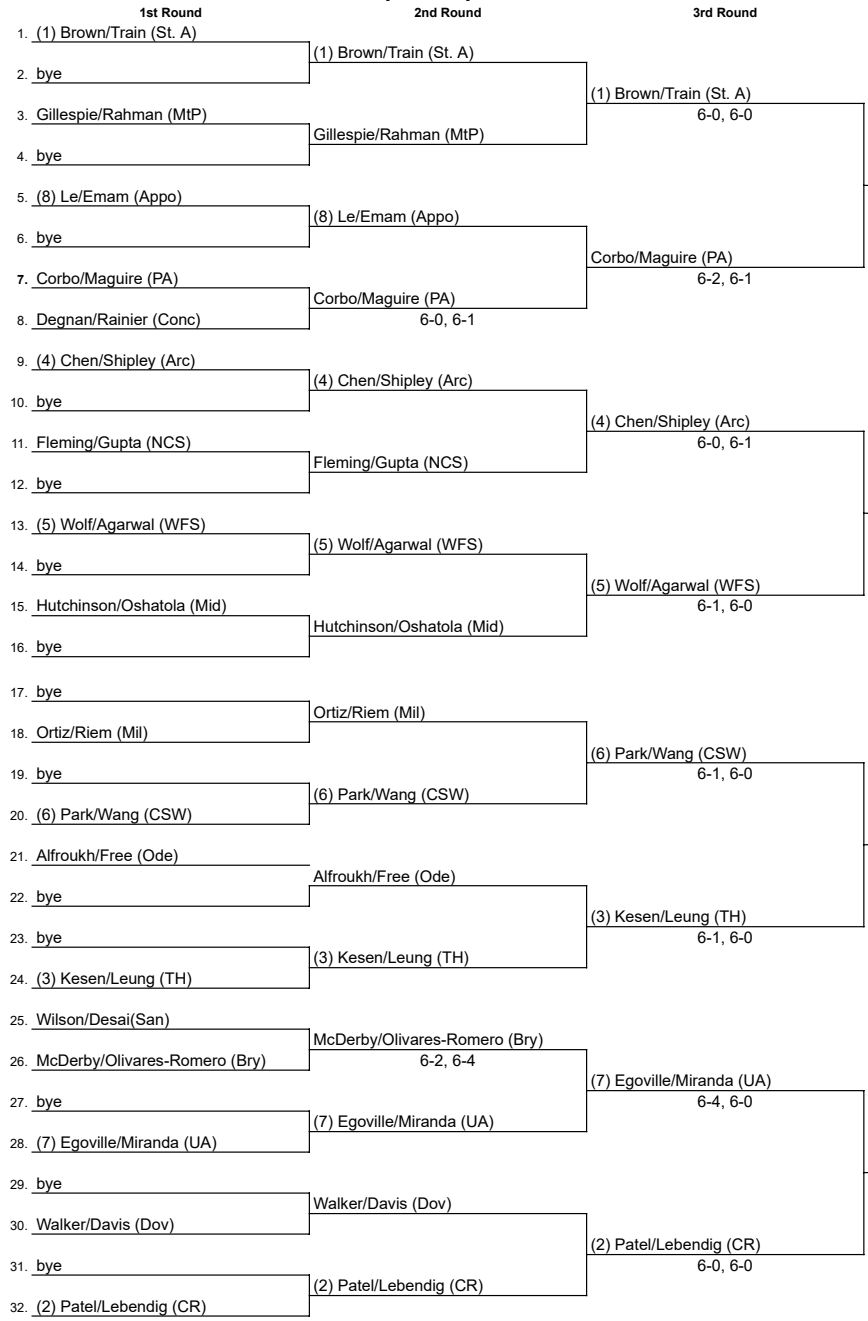 1st Round 2nd Round 3rd Round
1. (1) Brown/Train (St. A)
(1) Brown/Train (St. A)
2. bye
(1) Brown/Train (St. A)
6-0, 6-0
3. Gillespie/Rahman (MtP)
Gillespie/Rahman (MtP)
4. bye
5. (8) Le/Emam (Appo)
(8) Le/Emam (Appo)
6. bye
Corbo/Maguire (PA)
6-2, 6-1
7. Corbo/Maguire (PA)
Corbo/Maguire (PA)
6-0, 6-1
8. Degnan/Rainier (Conc)
9. (4) Chen/Shipley (Arc)
(4) Chen/Shipley (Arc)
10. bye
(4) Chen/Shipley (Arc)
6-0, 6-1
11. Fleming/Gupta (NCS)
Fleming/Gupta (NCS)
12. bye
13. (5) Wolf/Agarwal (WFS)
(5) Wolf/Agarwal (WFS)
14. bye
(5) Wolf/Agarwal (WFS)
6-1, 6-0
15. Hutchinson/Oshatola (Mid)
Hutchinson/Oshatola (Mid)
16. bye
17. bye
Ortiz/Riem (Mil)
18. Ortiz/Riem (Mil)
(6) Park/Wang (CSW)
6-1, 6-0
19. bye
(6) Park/Wang (CSW)
20. (6) Park/Wang (CSW)
21. Alfroukh/Free (Ode)
Alfroukh/Free (Ode)
22. bye
(3) Kesen/Leung (TH)
6-1, 6-0
23. bye
(3) Kesen/Leung (TH)
24. (3) Kesen/Leung (TH)
25. Wilson/Desai(San)
McDerby/Olivares-Romero (Bry)
6-2, 6-4
26. McDerby/Olivares-Romero (Bry)
(7) Egoville/Miranda (UA)
6-4, 6-0
27. bye
(7) Egoville/Miranda (UA)
28. (7) Egoville/Miranda (UA)
29. bye
Walker/Davis (Dov)
30. Walker/Davis (Dov)
(2) Patel/Lebendig (CR)
6-0, 6-0
31. bye
(2) Patel/Lebendig (CR)
32. (2) Patel/Lebendig (CR)